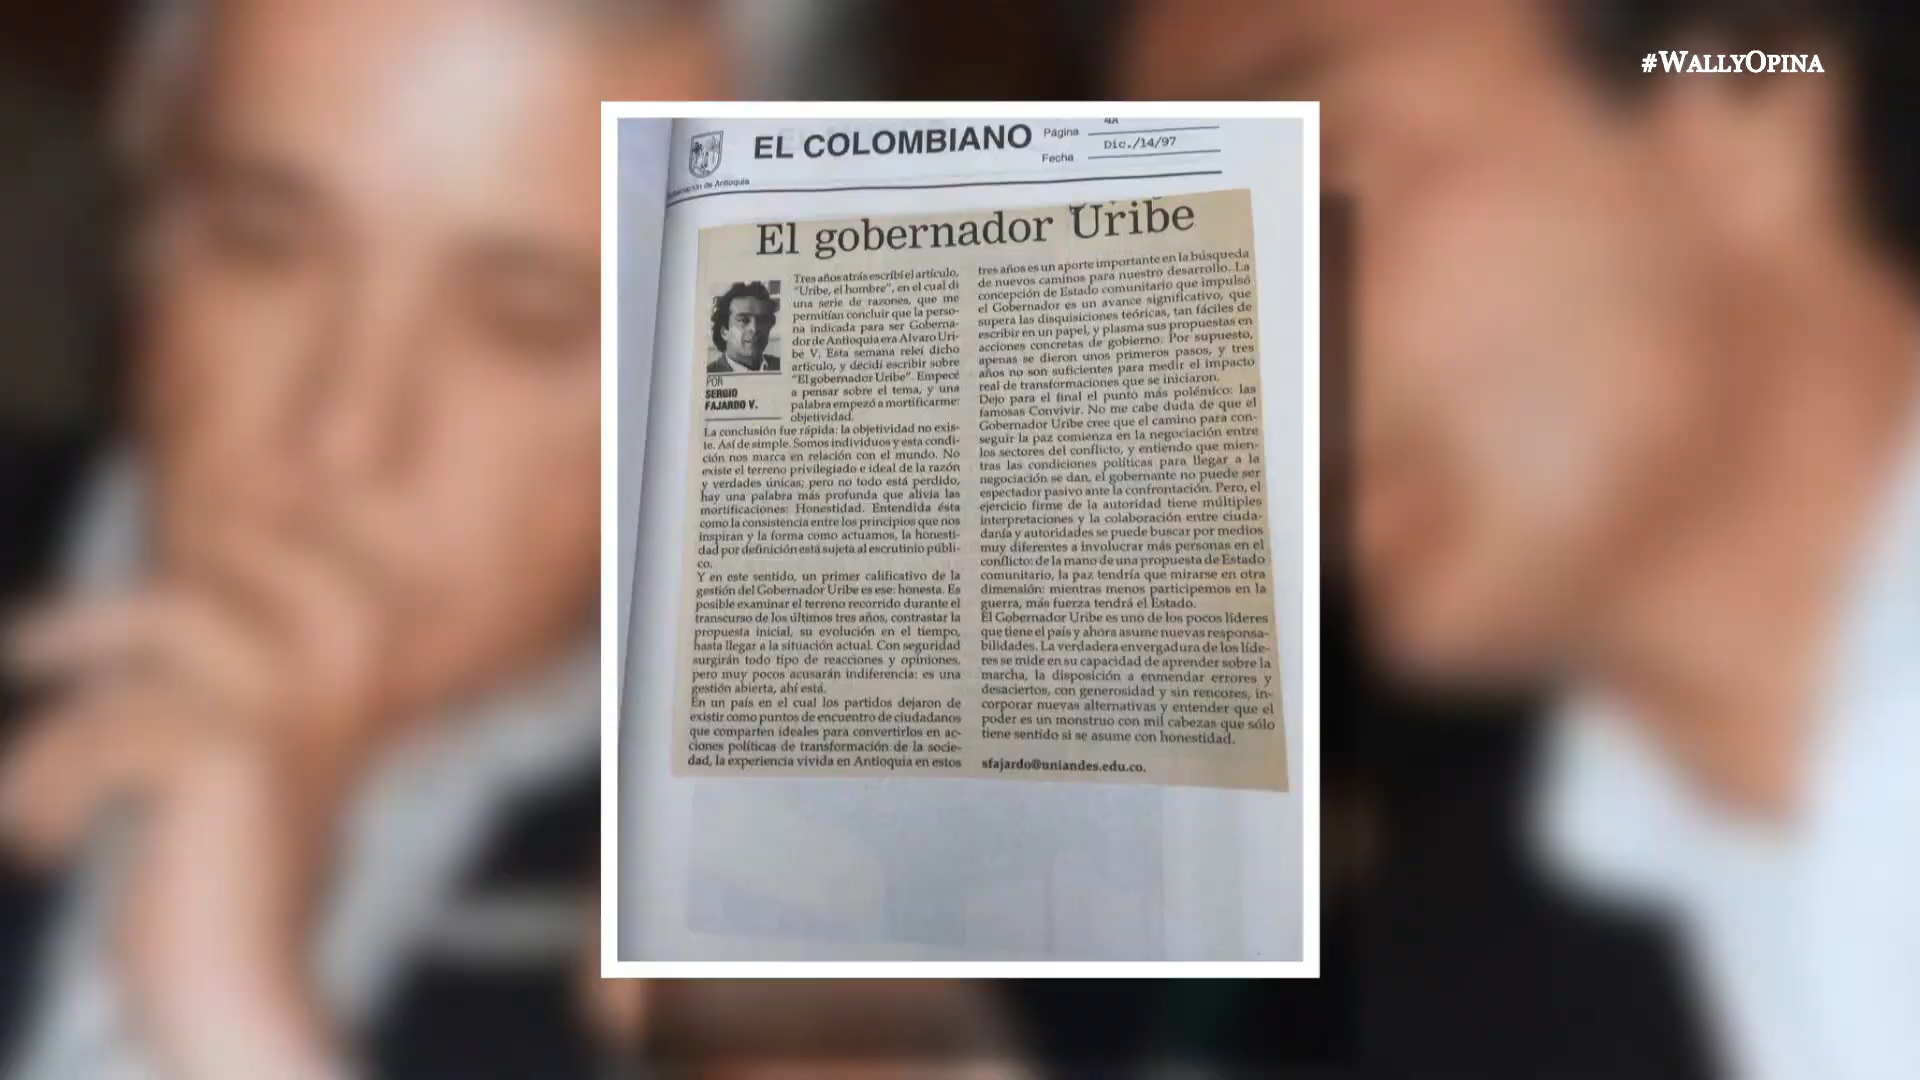 #WALLYOPINA
EL COLOMBIANO
Página
4A
Fecha
Dic./14/97
de Antioquia
El gobernador Uribe
POR
SERGIO
FAJARDO V.
Tres años atrás escribí el artículo,
"Uribe, el hombre", en el cual di
una serie de razones, que me
permitían concluir que la perso-
na indicada para ser Goberna-
dor de Antioquia era Alvaro Uri-
be V. Esta semana releí dicho
artículo, y decidí escribir sobre
"El gobernador Uribe". Empecé
a pensar sobre el tema, y una
palabra empezó a mortificarme:
objetividad.
La conclusión fue rápida: la objetividad no exis-
te. Así de simple. Somos individuos y esta condi-
ción nos marca en relación con el mundo. No
existe el terreno privilegiado e ideal de la razón
y verdades únicas; pero no todo está perdido,
hay una palabra más profunda que alivia las
mortificaciones: Honestidad. Entendida ésta
como la consistencia entre los principios que nos
inspiran y la forma como actuamos, la honesti-
dad por definición está sujeta al escrutinio públi-
co.
Y en este sentido, un primer calificativo de la
gestión del Gobernador Uribe es ese: honesta. Es
posible examinar el terreno recorrido durante el
transcurso de los últimos tres años, contrastar la
propuesta inicial, su evolución en el tiempo,
hasta llegar a la situación actual. Con seguridad
surgirán todo tipo de reacciones y opiniones,
pero muy pocos acusarán indiferencia: es una
gestión abierta, ahí está.
En un país en el cual los partidos dejaron de
existir como puntos de encuentro de ciudadanos
que comparten ideales para convertirlos en ac-
ciones políticas de transformación de la socie-
dad, la experiencia vivida en Antioquia en estos
tres años es un aporte importante en la búsqueda
de nuevos caminos para nuestro desarrollo. La
concepción de Estado comunitario que impulsó
el Gobernador es un avance significativo, que
supera las disquisiciones teóricas, tan fáciles de
escribir en un papel, y plasma sus propuestas en
acciones concretas de gobierno. Por supuesto,
apenas se dieron unos primeros pasos, y tres
años no son suficientes para medir el impacto
real de transformaciones que se iniciaron.
Dejo para el final el punto más polémico: las
famosas Convivir. No me cabe duda de que el
Gobernador Uribe cree que el camino para con-
seguir la paz comienza en la negociación entre
los sectores del conflicto, y entiendo que mien-
tras las condiciones políticas para llegar a la
negociación se dan, el gobernante no puede ser
espectador pasivo ante la confrontación. Pero, el
ejercicio firme de la autoridad tiene múltiples
interpretaciones y la colaboración entre ciuda-
danía y autoridades se puede buscar por medios
muy diferentes a involucrar más personas en el
conflicto: de la mano de una propuesta de Estado
comunitario, la paz tendría que mirarse en otra
dimensión: mientras menos participemos en la
guerra, más fuerza tendrá el Estado.
El Gobernador Uribe es uno de los pocos líderes
que tiene el país y ahora asume nuevas responsa-
bilidades. La verdadera envergadura de los líde-
res se mide en su capacidad de aprender sobre la
marcha, la disposición a enmendar errores y
desaciertos, con generosidad y sin rencores, in-
corporar nuevas alternativas y entender que el
poder es un monstruo con mil cabezas que sólo
tiene sentido si se asume con honestidad.
sfajardo@uniandes.edu.co.